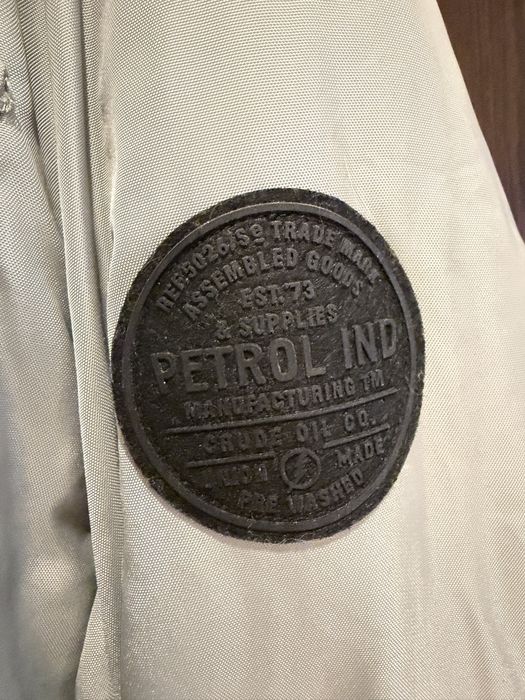 TRADE MARK
ASSEMBLED GOODS
EST.'73
& SUPPLIES
PETROL IND
MANUFACTURING TM
CRUDE OIL CO.
MADE
PRE WASHED